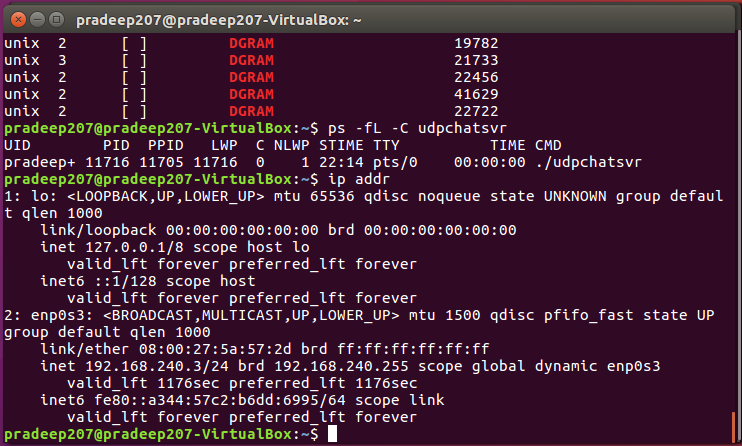 pradeep207@pradeep207-VirtualBox: ~
unix  2      [ ]         DGRAM                    19782
unix  3      [ ]         DGRAM                    21733
unix  2      [ ]         DGRAM                    22456
unix  2      [ ]         DGRAM                    41629
unix  2      [ ]         DGRAM                    22722
pradeep207@pradeep207-VirtualBox:~$ ps -fL -C udpchatsvr
UID        PID  PPID   LWP  C NLWP STIME TTY          TIME CMD
pradeep+ 11716 11705 11716  0    1 22:14 pts/0    00:00:00 ./udpchatsvr
pradeep207@pradeep207-VirtualBox:~$ ip addr
1: lo: <LOOPBACK,UP,LOWER_UP> mtu 65536 qdisc noqueue state UNKNOWN group defaul
t qlen 1000
    link/loopback 00:00:00:00:00:00 brd 00:00:00:00:00:00
    inet 127.0.0.1/8 scope host lo
       valid_lft forever preferred_lft forever
    inet6 ::1/128 scope host
       valid_lft forever preferred_lft forever
2: enp0s3: <BROADCAST,MULTICAST,UP,LOWER_UP> mtu 1500 qdisc pfifo_fast state UP
group default qlen 1000
    link/ether 08:00:27:5a:57:2d brd ff:ff:ff:ff:ff:ff
    inet 192.168.240.3/24 brd 192.168.240.255 scope global dynamic enp0s3
       valid_lft 1176sec preferred_lft 1176sec
    inet6 fe80::a344:57c2:b6dd:6995/64 scope link
       valid_lft forever preferred_lft forever
pradeep207@pradeep207-VirtualBox:~$